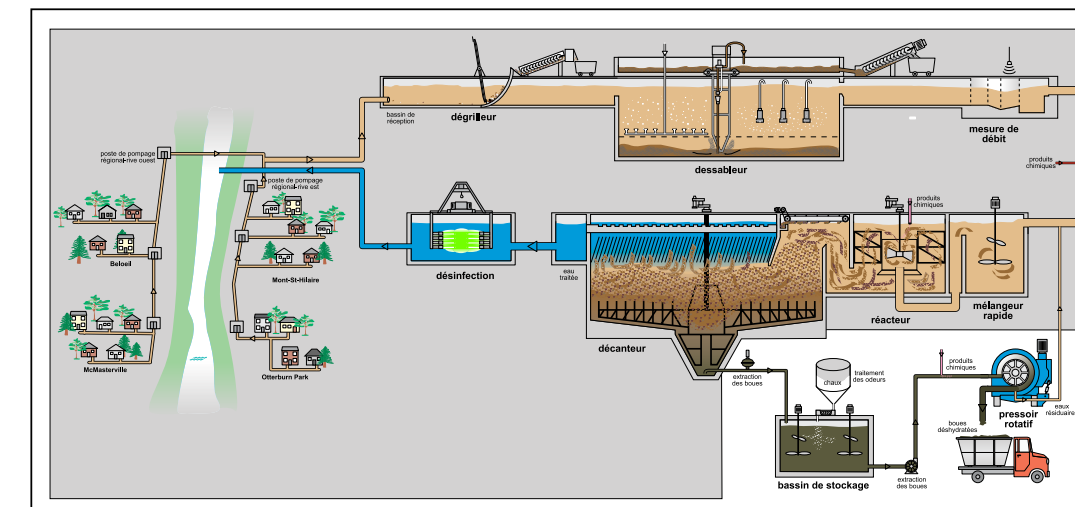 bassin de
réception
dégrilleur
dessableur
mesure de
débit
produits
chimiques
poste de pompage
régional-rive ouest
poste de pompage
régional-rive est
Beloeil
Mont-St-Hilaire
McMasterville
Otterburn Park
désinfection
eau
traitée
décanteur
produits
chimiques
réacteur
mélangeur
rapide
extraction
des boues
chaux
traitement
des odeurs
bassin de stockage
extraction
des boues
produits
chimiques
pressoir
rotatif
eaux
résiduaire
boues
déshydratées